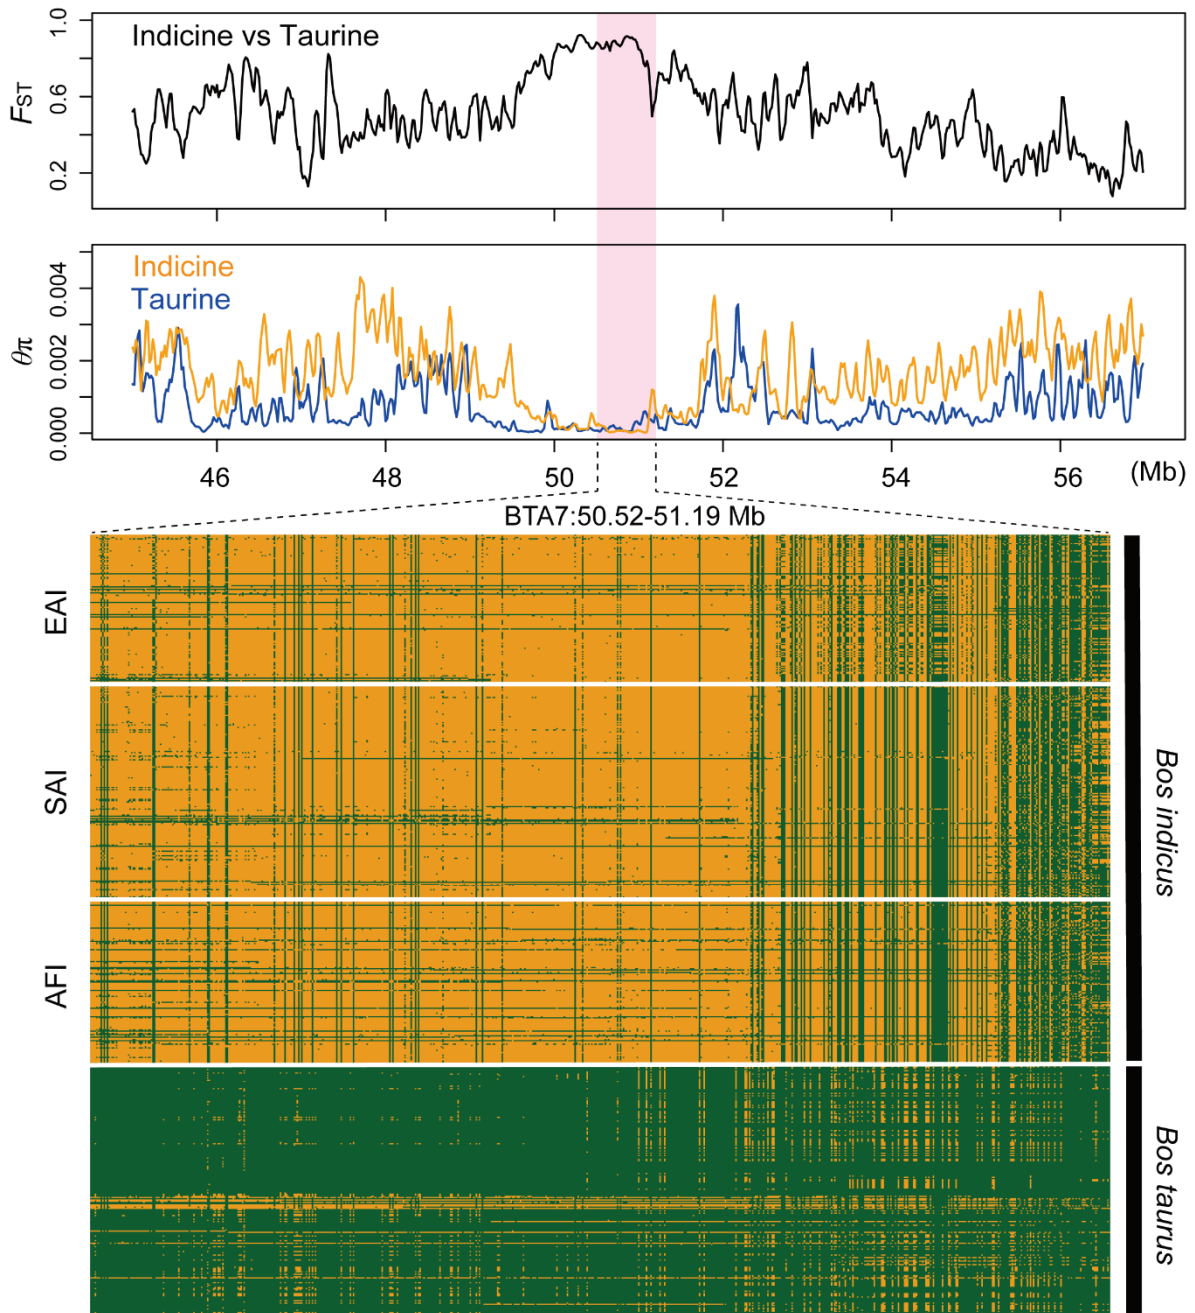 Indicine vs Taurine
FST
1.0
0.6
0.2
Indicine
Taurine
θπ
0.004
0.002
0.000
46 48 50 52 54 56 (Mb)
BTA7:50.52-51.19 Mb
EAI
SAI
AFI
Bos indicus
Bos taurus